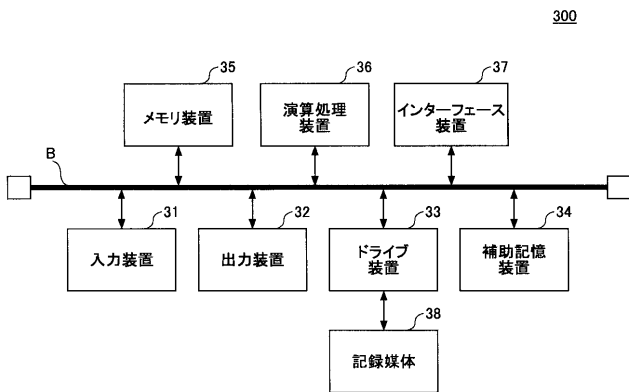 300
35
36
37
メモリ装置
演算処理
装置
インターフェース
装置
B
31
32
33
34
入力装置
出力装置
ドライブ
装置
補助記憶
装置
38
記録媒体